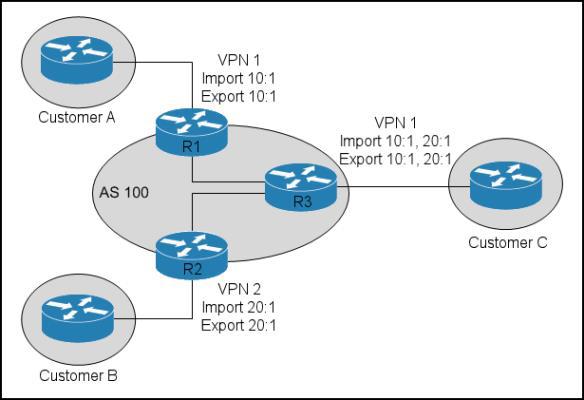 VPN 1
Import 10:1
Export 10:1
Customer A
R1
VPN 1
Import 10:1, 20:1
Export 10:1, 20:1
AS 100
R3
Customer C
R2
VPN 2
Import 20:1
Export 20:1
Customer B